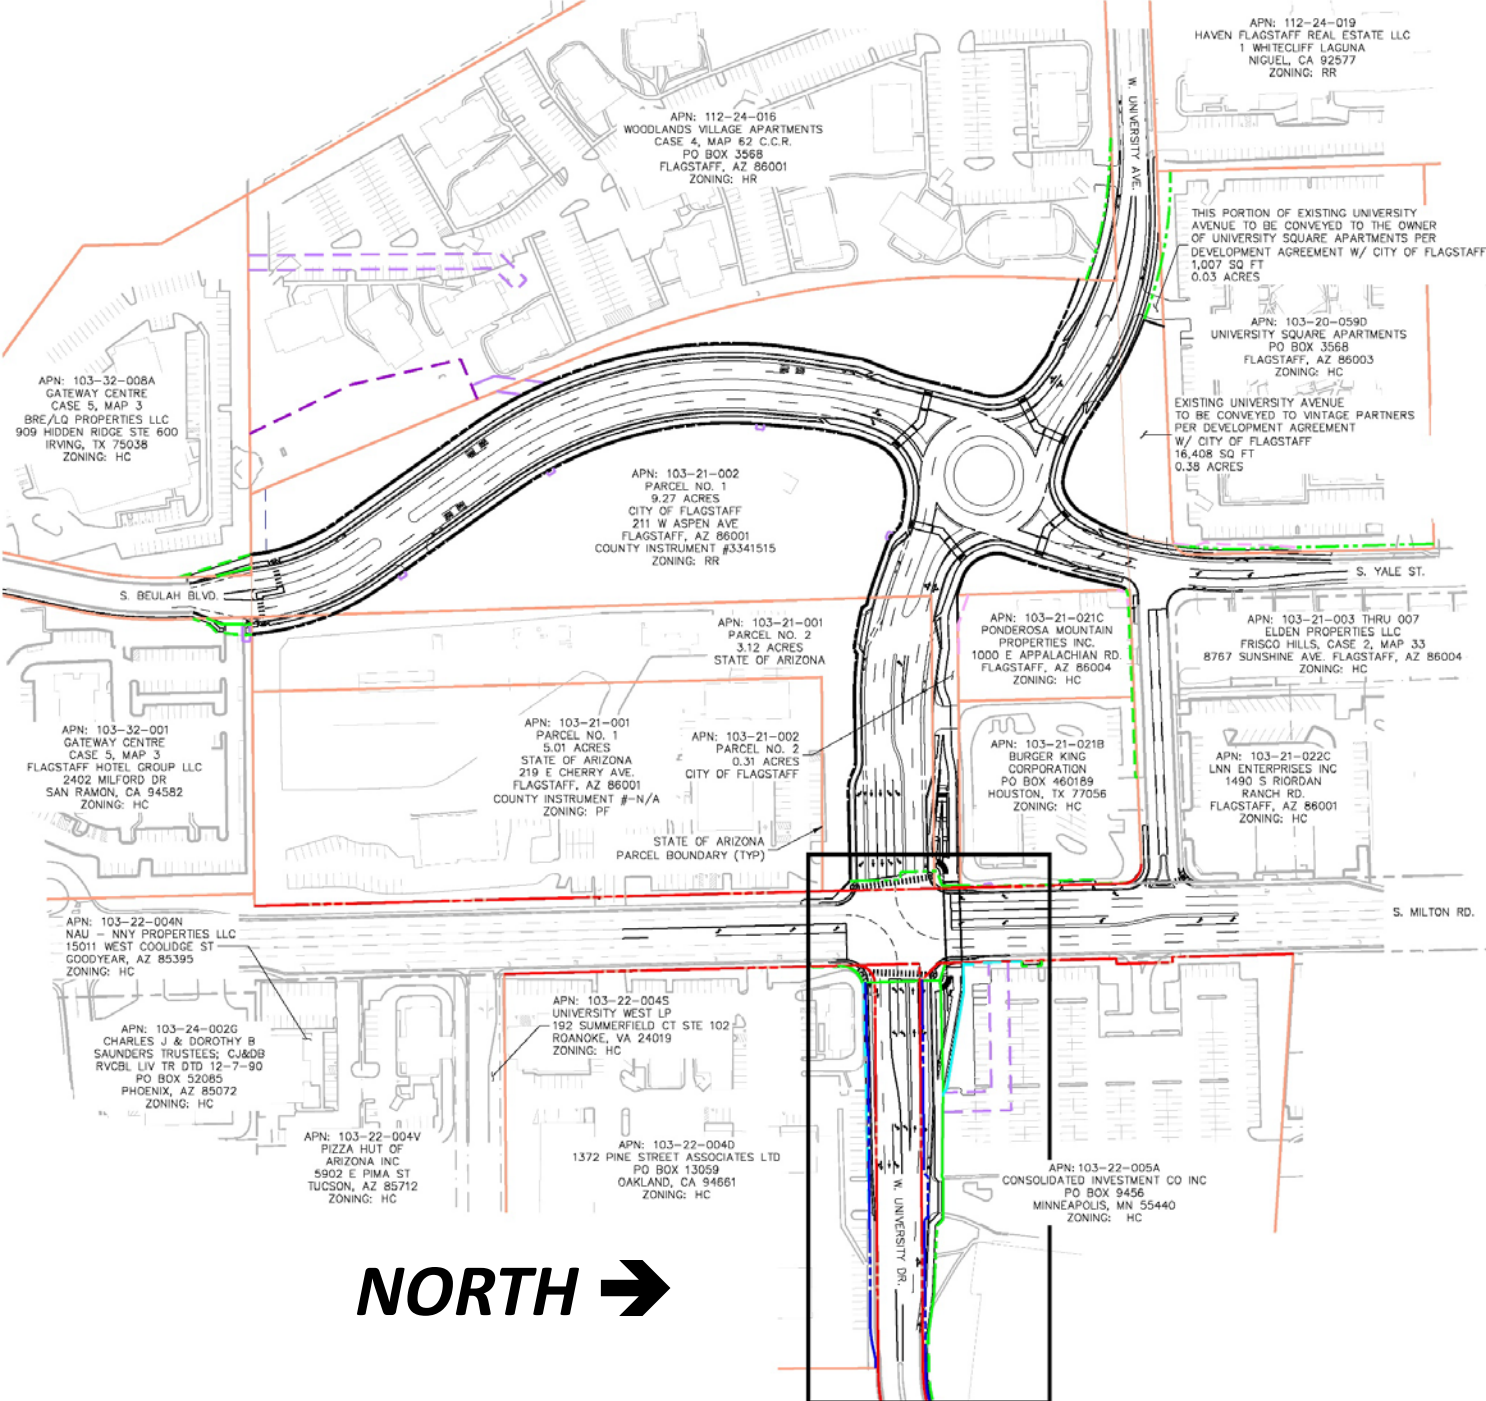 APN: 112-24-019
HAVEN FLAGSTAFF REAL ESTATE LLC
1 WHITECLIFF LAGUNA
NIGUEL, CA 92577
ZONING: RR
W. UNIVERSITY AVE.
APN: 112-24-016
WOODLANDS VILLAGE APARTMENTS
CASE 4, MAP 62 C.C.R.
PO BOX 3568
FLAGSTAFF, AZ 86001
ZONING: HR
THIS PORTION OF EXISTING UNIVERSITY
AVENUE TO BE CONVEYED TO THE OWNER
OF UNIVERSITY SQUARE APARTMENTS PER
DEVELOPMENT AGREEMENT W/ CITY OF FLAGSTAFF
1,007 SQ FT
0.03 ACRES
APN: 103-20-059D
UNIVERSITY SQUARE APARTMENTS
PO BOX 3568
FLAGSTAFF, AZ 86003
ZONING: HC
APN: 103-32-008A
GATEWAY CENTRE
CASE 5, MAP 3
BRE/LQ PROPERTIES LLC
909 HIDDEN RIDGE STE 600
IRVING, TX 75038
ZONING: HC
EXISTING UNIVERSITY AVENUE
TO BE CONVEYED TO VINTAGE PARTNERS
PER DEVELOPMENT AGREEMENT
W/ CITY OF FLAGSTAFF
16,408 SQ FT
0.38 ACRES
APN: 103-21-002
PARCEL NO. 1
9.27 ACRES
CITY OF FLAGSTAFF
211 W ASPEN AVE
FLAGSTAFF, AZ 86001
COUNTY INSTRUMENT #3341515
ZONING: RR
S. YALE ST.
S. BEULAH BLVD.
APN: 103-21-001
PARCEL NO. 2
3.12 ACRES
STATE OF ARIZONA
APN: 103-21-021C
PONDEROSA MOUNTAIN
PROPERTIES INC.
1000 E APPALACHIAN RD.
FLAGSTAFF, AZ 86004
ZONING: HC
APN: 103-21-003 THRU 007
ELDEN PROPERTIES LLC
FRISCO HILLS, CASE 2, MAP 33
8767 SUNSHINE AVE. FLAGSTAFF, AZ 86004
ZONING: HC
APN: 103-32-001
GATEWAY CENTRE
CASE 5, MAP 3
FLAGSTAFF HOTEL GROUP LLC
2402 MILFORD DR
SAN RAMON, CA 94582
ZONING: HC
APN: 103-21-001
PARCEL NO. 1
5.01 ACRES
STATE OF ARIZONA
219 E CHERRY AVE.
FLAGSTAFF, AZ 86001
COUNTY INSTRUMENT #-N/A
ZONING: PF
APN: 103-21-002
PARCEL NO. 2
0.31 ACRES
CITY OF FLAGSTAFF
APN: 103-21-021B
BURGER KING
CORPORATION
PO BOX 460189
HOUSTON, TX 77056
ZONING: HC
APN: 103-21-022C
LNN ENTERPRISES INC
1490 S RIORDAN
RANCH RD.
FLAGSTAFF, AZ 86001
ZONING: HC
STATE OF ARIZONA
PARCEL BOUNDARY (TYP)
S. MILTON RD.
APN: 103-22-004N
NAU - NNY PROPERTIES LLC
15011 WEST COOLIDGE ST
GOODYEAR, AZ 85395
ZONING: HC
APN: 103-22-004S
UNIVERSITY WEST LP
192 SUMMERFIELD CT STE 102
ROANOKE, VA 24019
ZONING: HC
APN: 103-24-002G
CHARLES J & DOROTHY B
SAUNDERS TRUSTEES; CJ&DB
RVCBL LIV TR DTD 12-7-90
PO BOX 52085
PHOENIX, AZ 85072
ZONING: HC
APN: 103-22-004V
PIZZA HUT OF
ARIZONA INC
5902 E PIMA ST
TUCSON, AZ 85712
ZONING: HC
APN: 103-22-004D
1372 PINE STREET ASSOCIATES LTD
PO BOX 13059
OAKLAND, CA 94661
ZONING: HC
W. UNIVERSITY DR.
APN: 103-22-005A
CONSOLIDATED INVESTMENT CO INC
PO BOX 9456
MINNEAPOLIS, MN 55440
ZONING: HC
NORTH